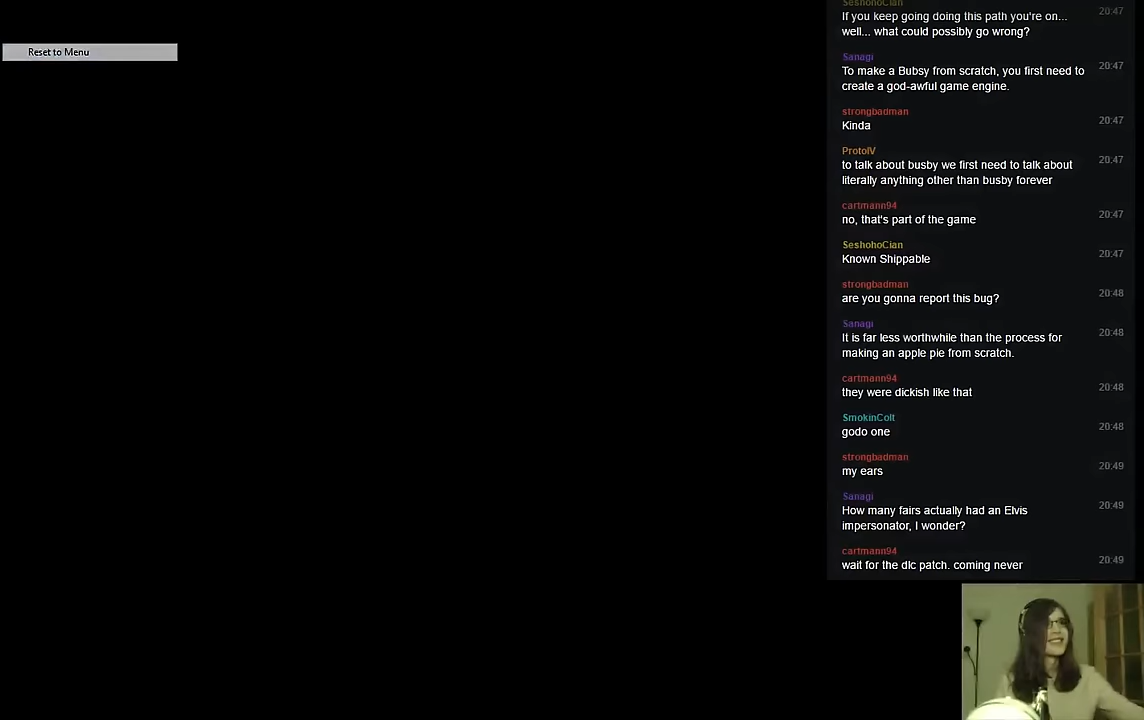 Reset to Menu
SeshohoCian
If you keep going doing this path you're on...
well... what could possibly go wrong?
20:47
Sanagi
To make a Bubsy from scratch, you first need to
create a god-awful game engine.
20:47
strongbadman
Kinda
20:47
ProtoIV
to talk about busby we first need to talk about
literally anything other than busby forever
20:47
cartmann94
no, that's part of the game
20:47
SeshohoCian
Known Shippable
20:47
strongbadman
are you gonna report this bug?
20:48
Sanagi
It is far less worthwhile than the process for
making an apple pie from scratch.
20:48
cartmann94
they were dickish like that
20:48
SmokinColt
godo one
20:48
strongbadman
my ears
20:49
Sanagi
How many fairs actually had an Elvis
impersonator, I wonder?
20:49
cartmann94
wait for the dlc patch. coming never
20:49